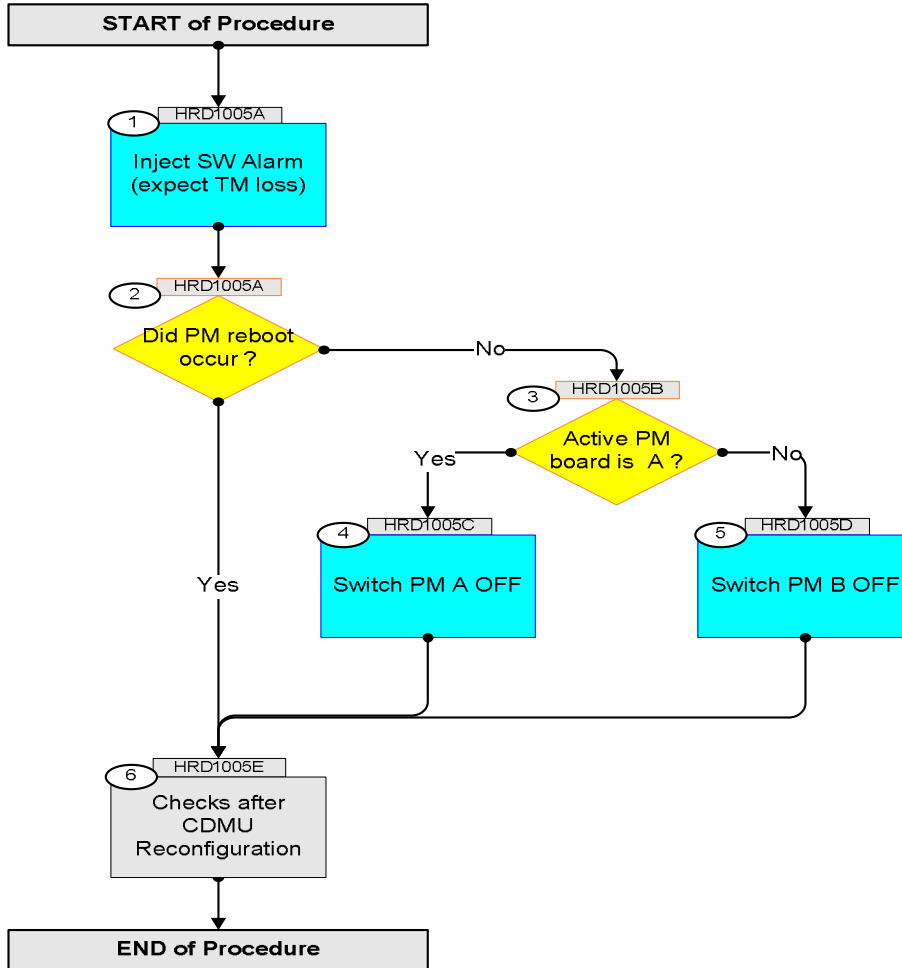 START of Procedure
HRD1005A
1
Inject SW Alarm
(expect TM loss)
HRD1005A
2
Did PM reboot
occur ?
No
HRD1005B
3
Active PM
board is A ?
Yes
No
HRD1005C
4
Switch PM A OFF
HRD1005D
5
Switch PM B OFF
Yes
HRD1005E
6
Checks after
CDMU
Reconfiguration
END of Procedure